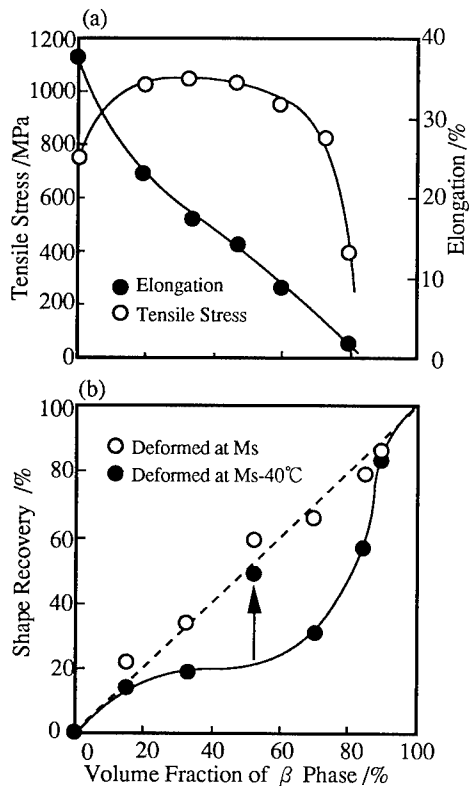 (a)
1200
1000
800
600
400
200
0
Tensile Stress /MPa
40
30
20
10
0
Elongation /%
● Elongation
○ Tensile Stress
(b)
100
80
60
40
20
0
Shape Recovery /%
○ Deformed at Ms
● Deformed at Ms-40℃
0 20 40 60 80 100
Volume Fraction of β Phase /%